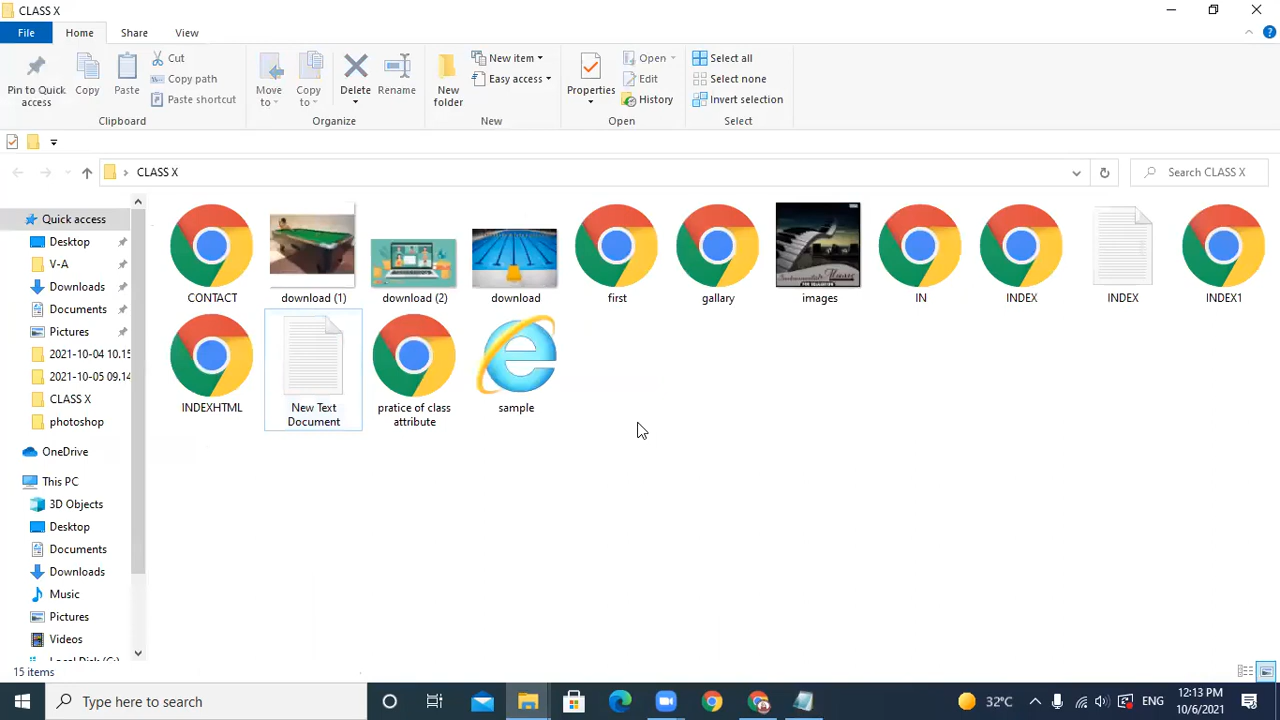 CLASS X
File Home Share View
Pin to Quick access
Copy
Paste
Cut
Copy path
Paste shortcut
Clipboard
Move to
Copy to
Delete
Rename
Organize
New folder
New item
Easy access
New
Properties
Open
Edit
History
Open
Select all
Select none
Invert selection
Select
CLASS X
Search CLASS X
Quick access
Desktop
V-A
Downloads
Documents
Pictures
2021-10-04 10.15
2021-10-05 09.14
CLASS X
photoshop
OneDrive
This PC
3D Objects
Desktop
Documents
Downloads
Music
Pictures
Videos
CONTACT
download (1)
download (2)
download
first
gallary
images
IN
INDEX
INDEX
INDEX1
INDEXHTML
New Text
Document
pratice of class
attribute
sample
15 items
Type here to search
32°C
ENG
12:13 PM
10/6/2021